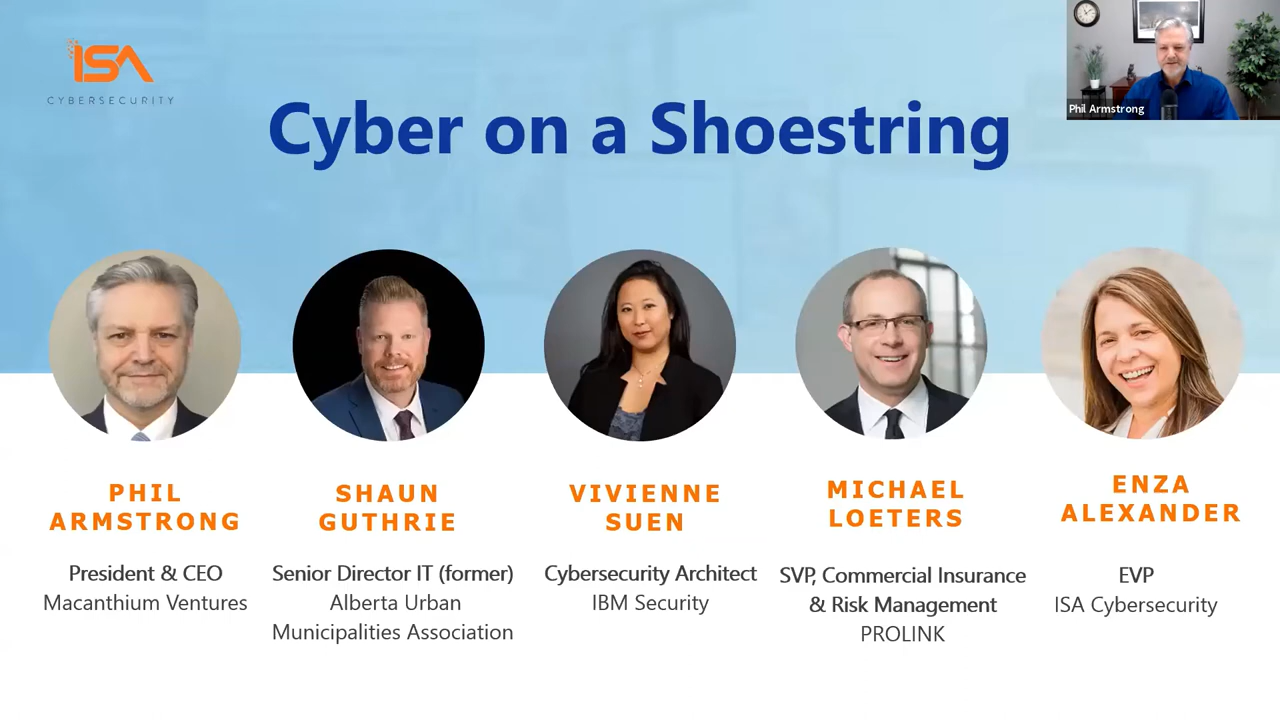 ISA
CYBERSECURITY
Phil Armstrong
Cyber on a Shoestring
PHIL
ARMSTRONG
President & CEO
Macanthium Ventures
SHAUN
GUTHRIE
Senior Director IT (former)
Alberta Urban
Municipalities Association
VIVIENNE
SUEN
Cybersecurity Architect
IBM Security
MICHAEL
LOETERS
SVP, Commercial Insurance
& Risk Management
PROLINK
ENZA
ALEXANDER
EVP
ISA Cybersecurity